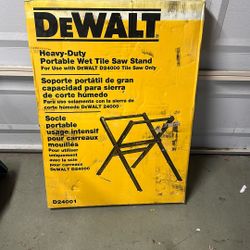 DEWALT
Heavy-Duty
Portable Wet Tile Saw Stand
For Use with DEWALT D24000 Tile Saw Only
Soporte portátil de gran
capacidad para sierra
de corte húmedo
Para uso solamente con la sierra de
corte húmedo DEWALT 24000
Socle
portable
usage intensif
pour carreaux
mouillés
Pour utiliser
uniquement
avec la scie
DEWALT D24000
D24001